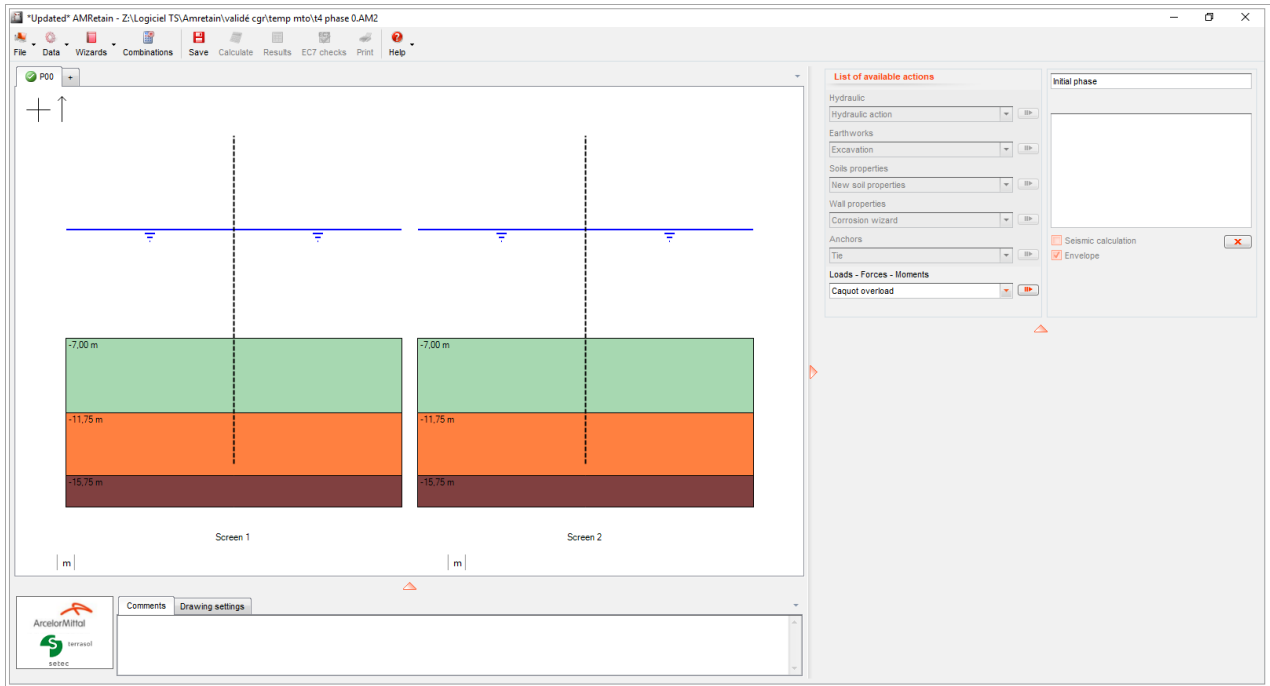 *Updated* AMRetain - Z:\Logiciel TS\Amretain\validé cgr\temp mto\t4 phase 0.AM2
File Data Wizards Combinations Save Calculate Results EC7 checks Print Help
P00 +
-7,00 m
-11,75 m
-15,75 m
Screen 1
m
-7,00 m
-11,75 m
-15,75 m
Screen 2
m
List of available actions
Hydraulic
Hydraulic action
Earthworks
Excavation
Soils properties
New soil properties
Wall properties
Corrosion wizard
Anchors
Tie
Loads - Forces - Moments
Caquot overload
Initial phase
Seismic calculation
Envelope
ArcelorMittal
terrasol
setec
Comments Drawing settings